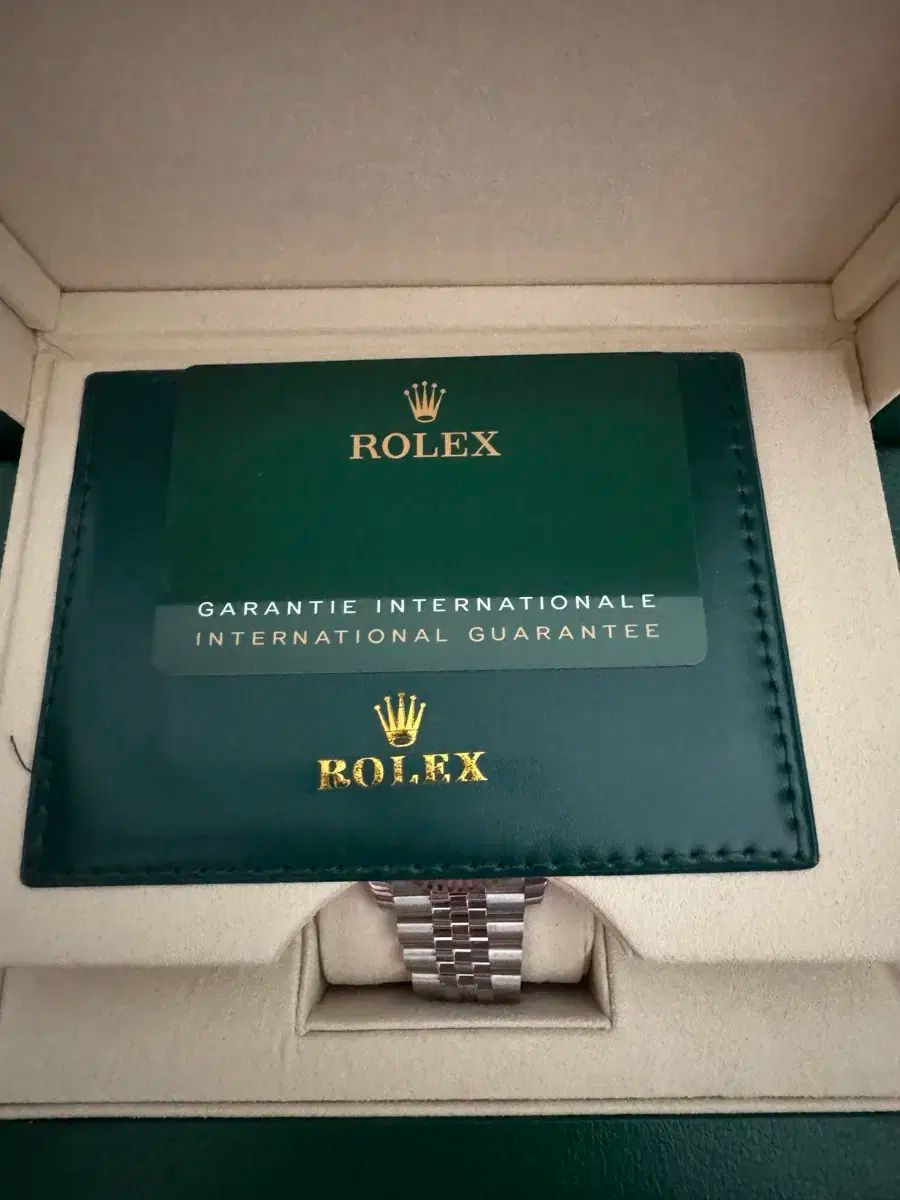 ROLEX
GARANTIE INTERNATIONALE
INTERNATIONAL GUARANTEE
ROLEX